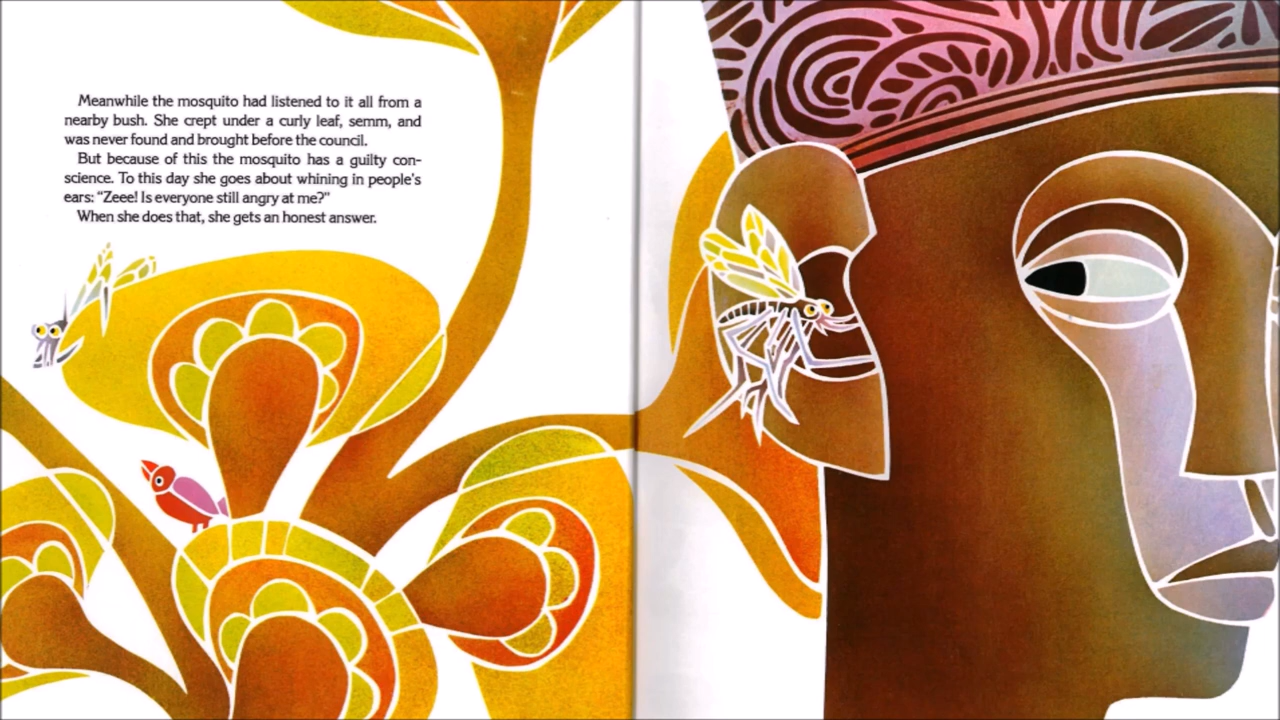 Meanwhile the mosquito had listened to it all from a
nearby bush. She crept under a curly leaf, semm, and
was never found and brought before the council.
But because of this the mosquito has a guilty con-
science. To this day she goes about whining in people's
ears: "Zeee! Is everyone still angry at me?"
When she does that, she gets an honest answer.